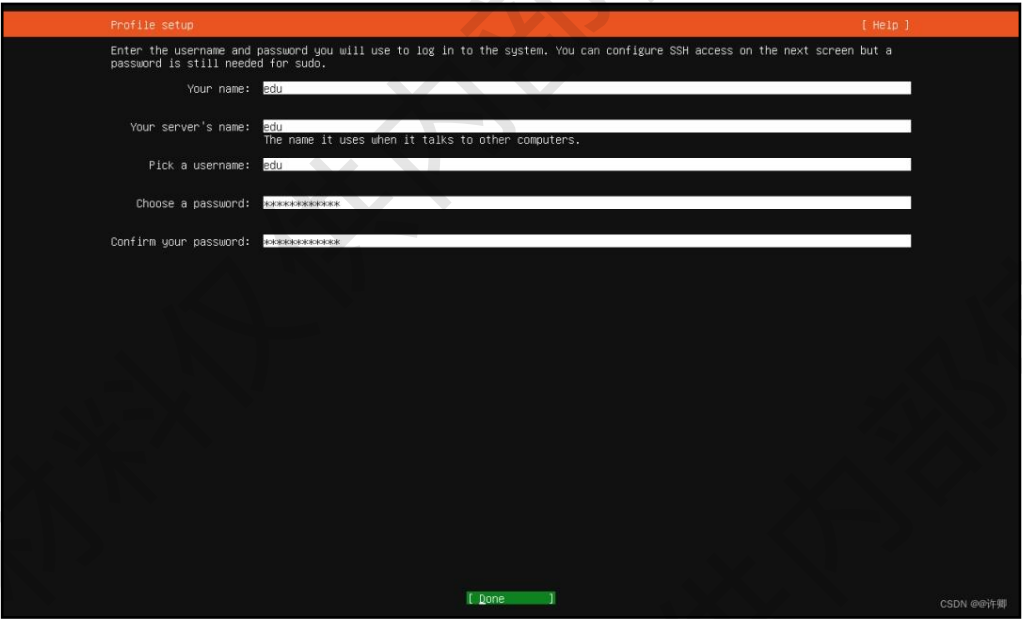 Profile setup [ Help ]
Enter the username and password you will use to log in to the system. You can configure SSH access on the next screen but a
password is still needed for sudo.
Your name: edu
Your server's name: edu
The name it uses when it talks to other computers.
Pick a username: edu
Choose a password: ************
Confirm your password: ************
[ Done ]
CSDN @@许卿